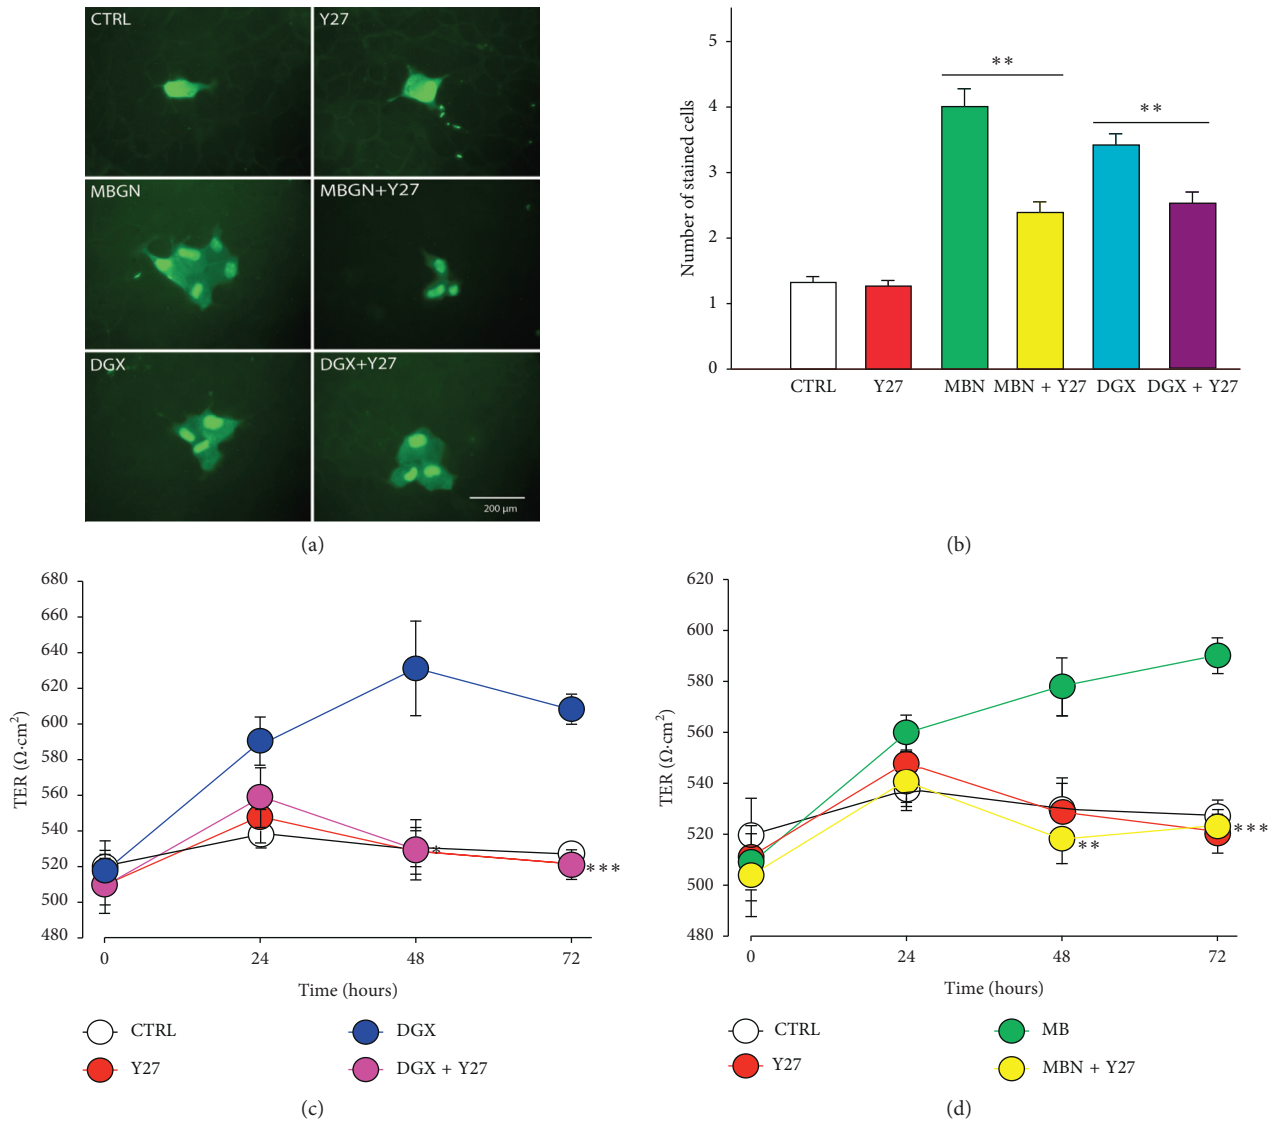 CTRL
Y27
MBGN
MBGN+Y27
DGX
DGX+Y27
200 µm
(a)
Number of stained cells
5
4
3
2
1
0
**
**
CTRL Y27 MBN MBN + Y27 DGX DGX + Y27
(b)
TER (Ω·cm²)
680
660
640
620
600
580
560
540
520
500
480
*
***
0 24 48 72
Time (hours)
CTRL
DGX
Y27
DGX + Y27
(c)
TER (Ω·cm²)
620
600
580
560
540
520
500
480
**
***
0 24 48 72
Time (hours)
CTRL
MB
Y27
MBN + Y27
(d)